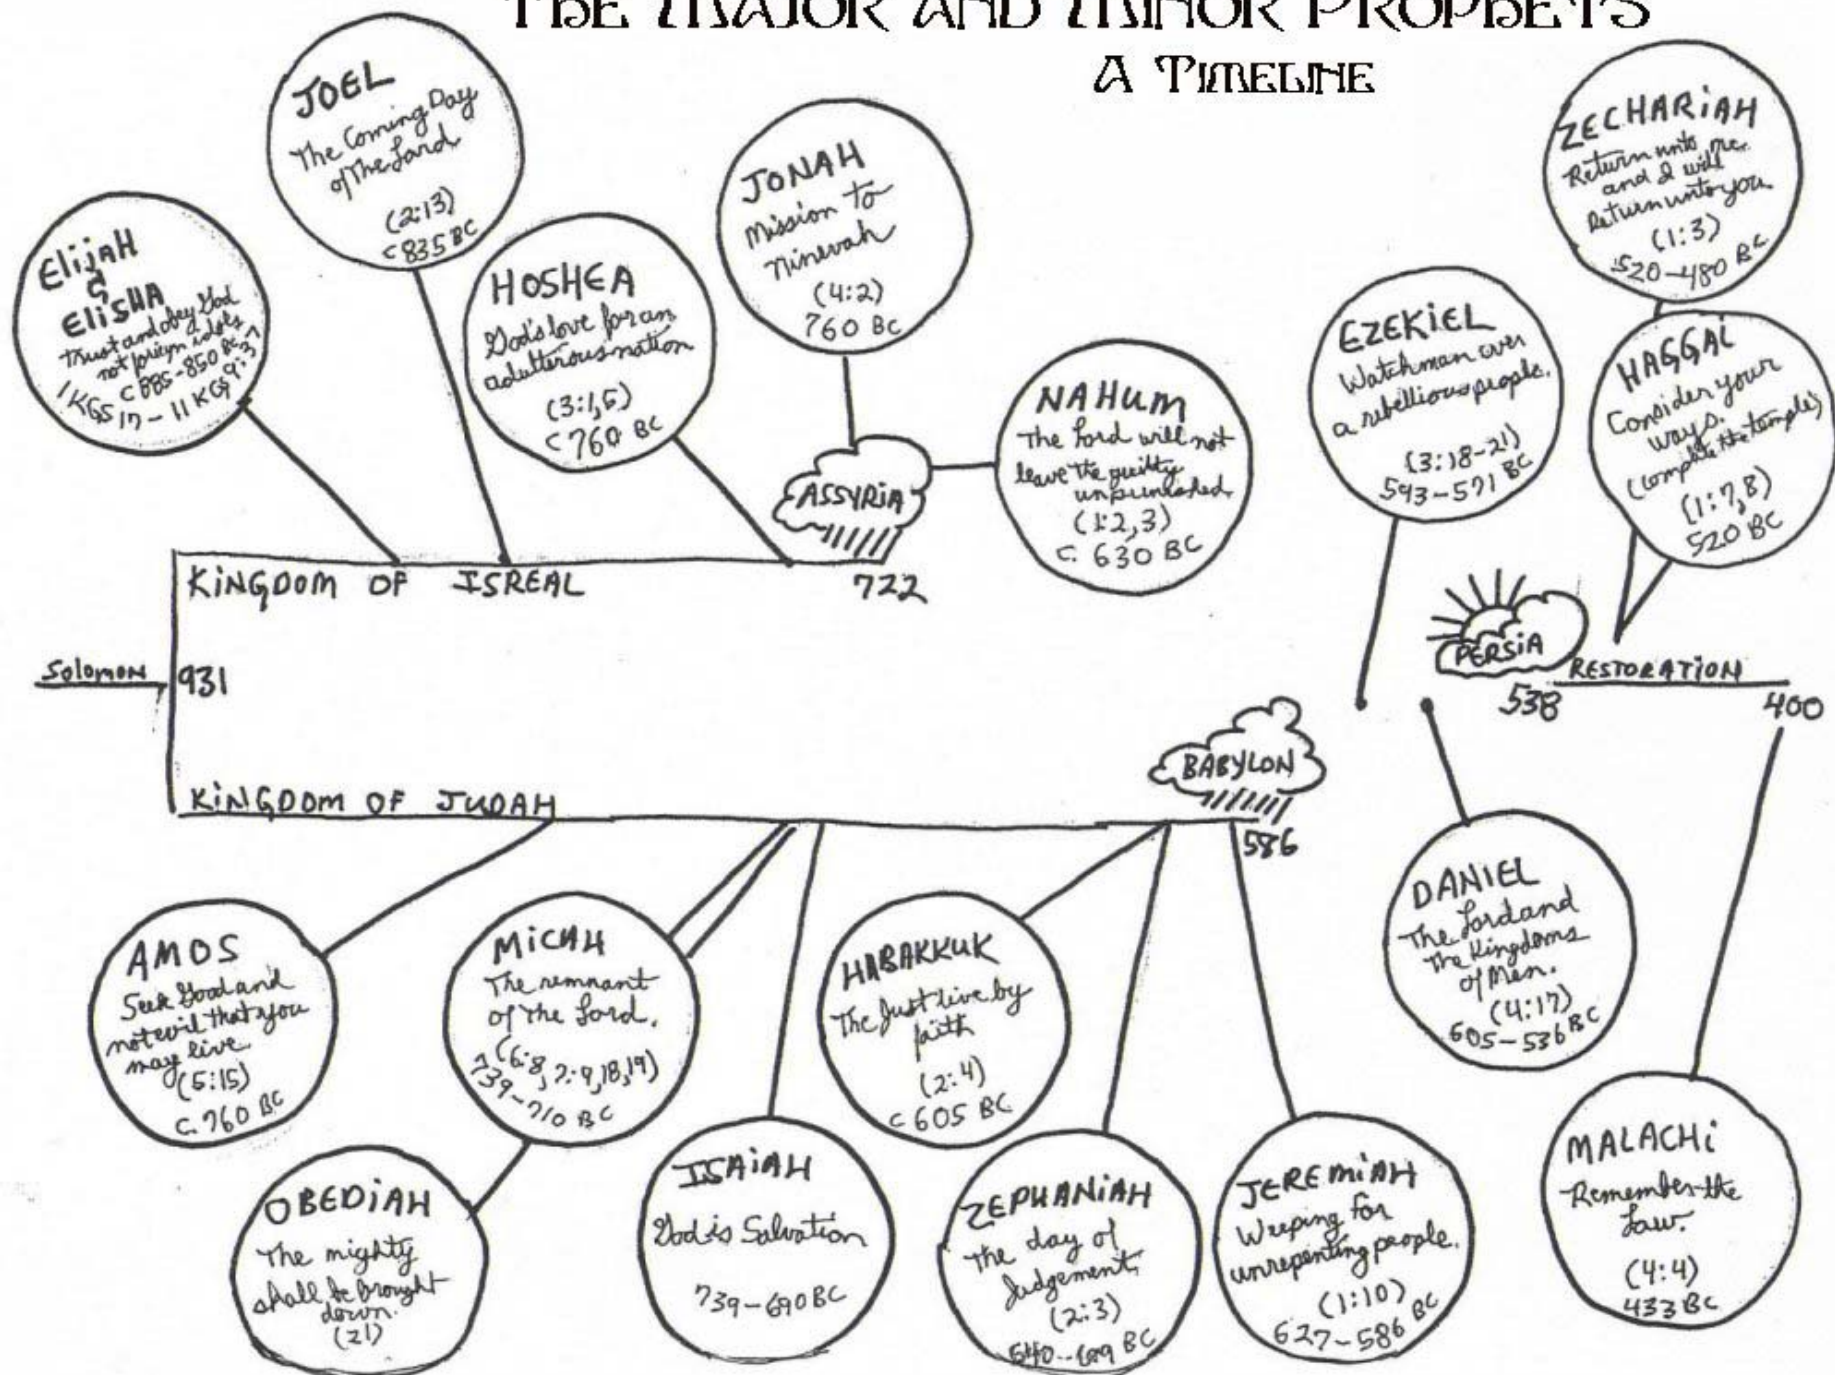 THE MAJOR AND MINOR PROPHETS
A TIMELINE
JOEL
The Coming Day
of The Lord
(2:13)
c 835 BC
ZECHARIAH
Return unto me
and I will
Return unto you
(1:3)
520-480 BC
JONAH
Mission to
Ninevah
(4:2)
760 BC
ElijaH
&
EliSHA
Trust and obey God
not foreign idols
c 885-850 BC
1 KGS 17 - 11 KGS 9:37
HOSHEA
God's love for an
adulterous nation
(3:1,5)
c 760 BC
EZEKIEL
Watchman over
a rebellious people.
(3:18-21)
593-571 BC
HAGGAi
Consider your
ways.
(complete the temple)
(1:7,8)
520 BC
NAHUM
The Lord will not
leave the guilty
unpunished
(1:2,3)
c. 630 BC
ASSYRIA
KINGDOM OF ISREAL
722
PERSIA
Solomon
931
RESTORATION
538
400
BABYLON
KINGDOM OF JUDAH
586
AMOS
Seek Good and
not evil that you
may live.
(5:15)
c. 760 BC
MICAH
The remnant
of The Lord.
(6:8, 7:9,18,19)
739-710 BC
HABAKKUK
The Just live by
faith
(2:4)
c 605 BC
DANIEL
The Lord and
The Kingdoms
of Men.
(4:17)
605-536 BC
OBEDIAH
The mighty
shall be brought
down.
(21)
ISAIAH
God is Salvation
739-690 BC
ZEPHANIAH
The day of
Judgement
(2:3)
BC
JEREMIAH
Weeping for
unrepenting people.
(1:10)
627-586 BC
MALACHi
Remember the
Law.
(4:4)
433 BC